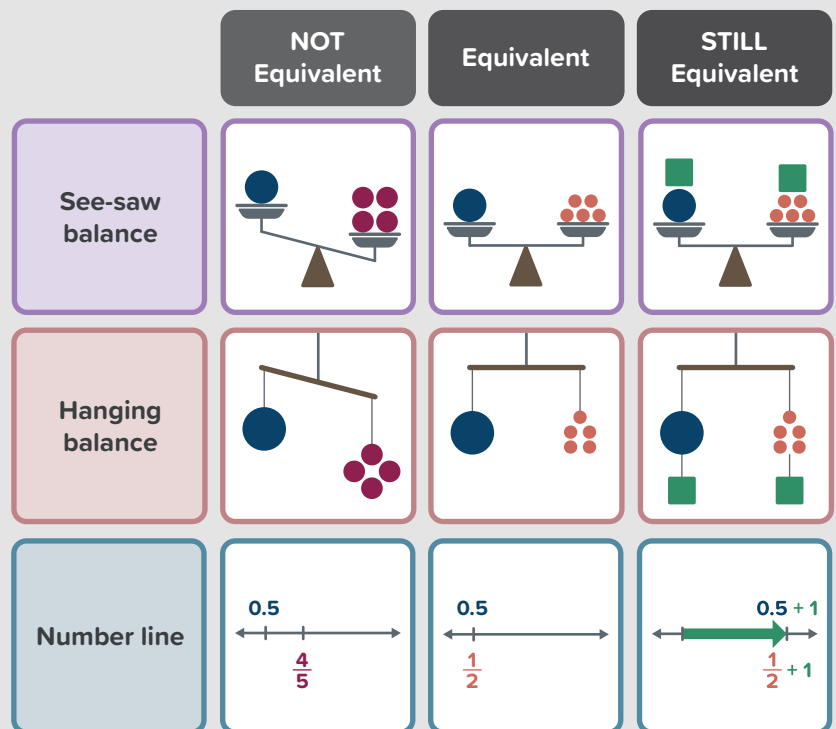 NOT
Equivalent
Equivalent
STILL
Equivalent
See-saw
balance
Hanging
balance
Number line
0.5
4
5
0.5
1
2
0.5 + 1
1
2
+ 1